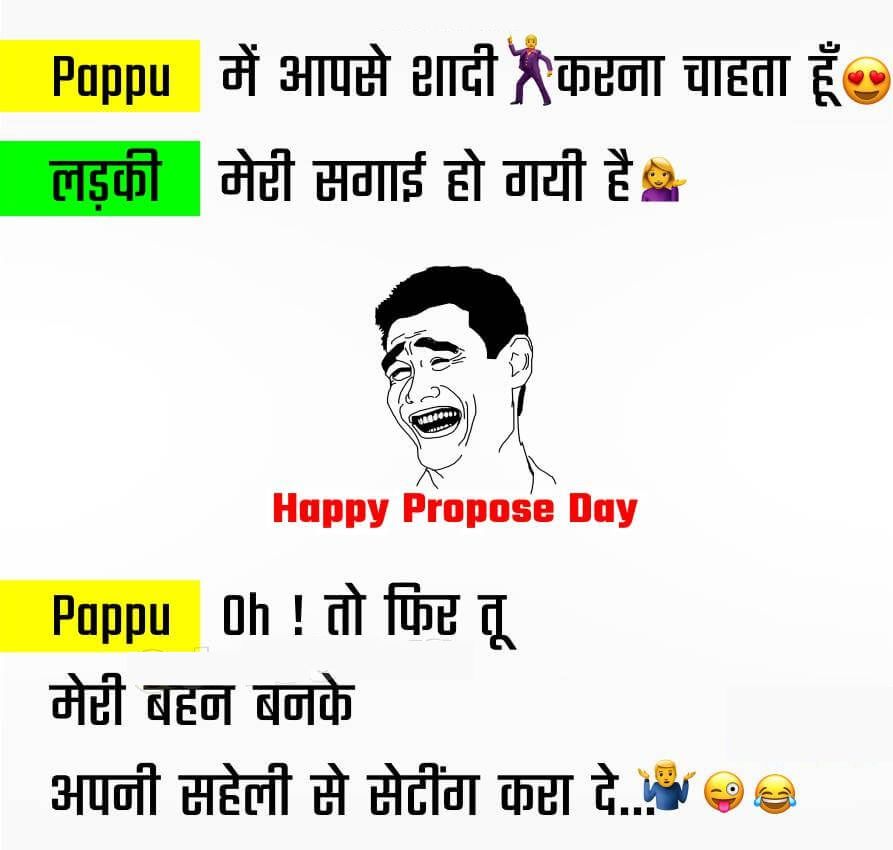 Pappu में आपसे शादी🕺करना चाहता हूँ😍
लड़की मेरी सगाई हो गयी है💁‍♀️
Happy Propose Day
Pappu Oh ! तो फिर तू
मेरी बहन बनके
अपनी सहेली से सेटींग करा दे...🤷‍♂️😜😂